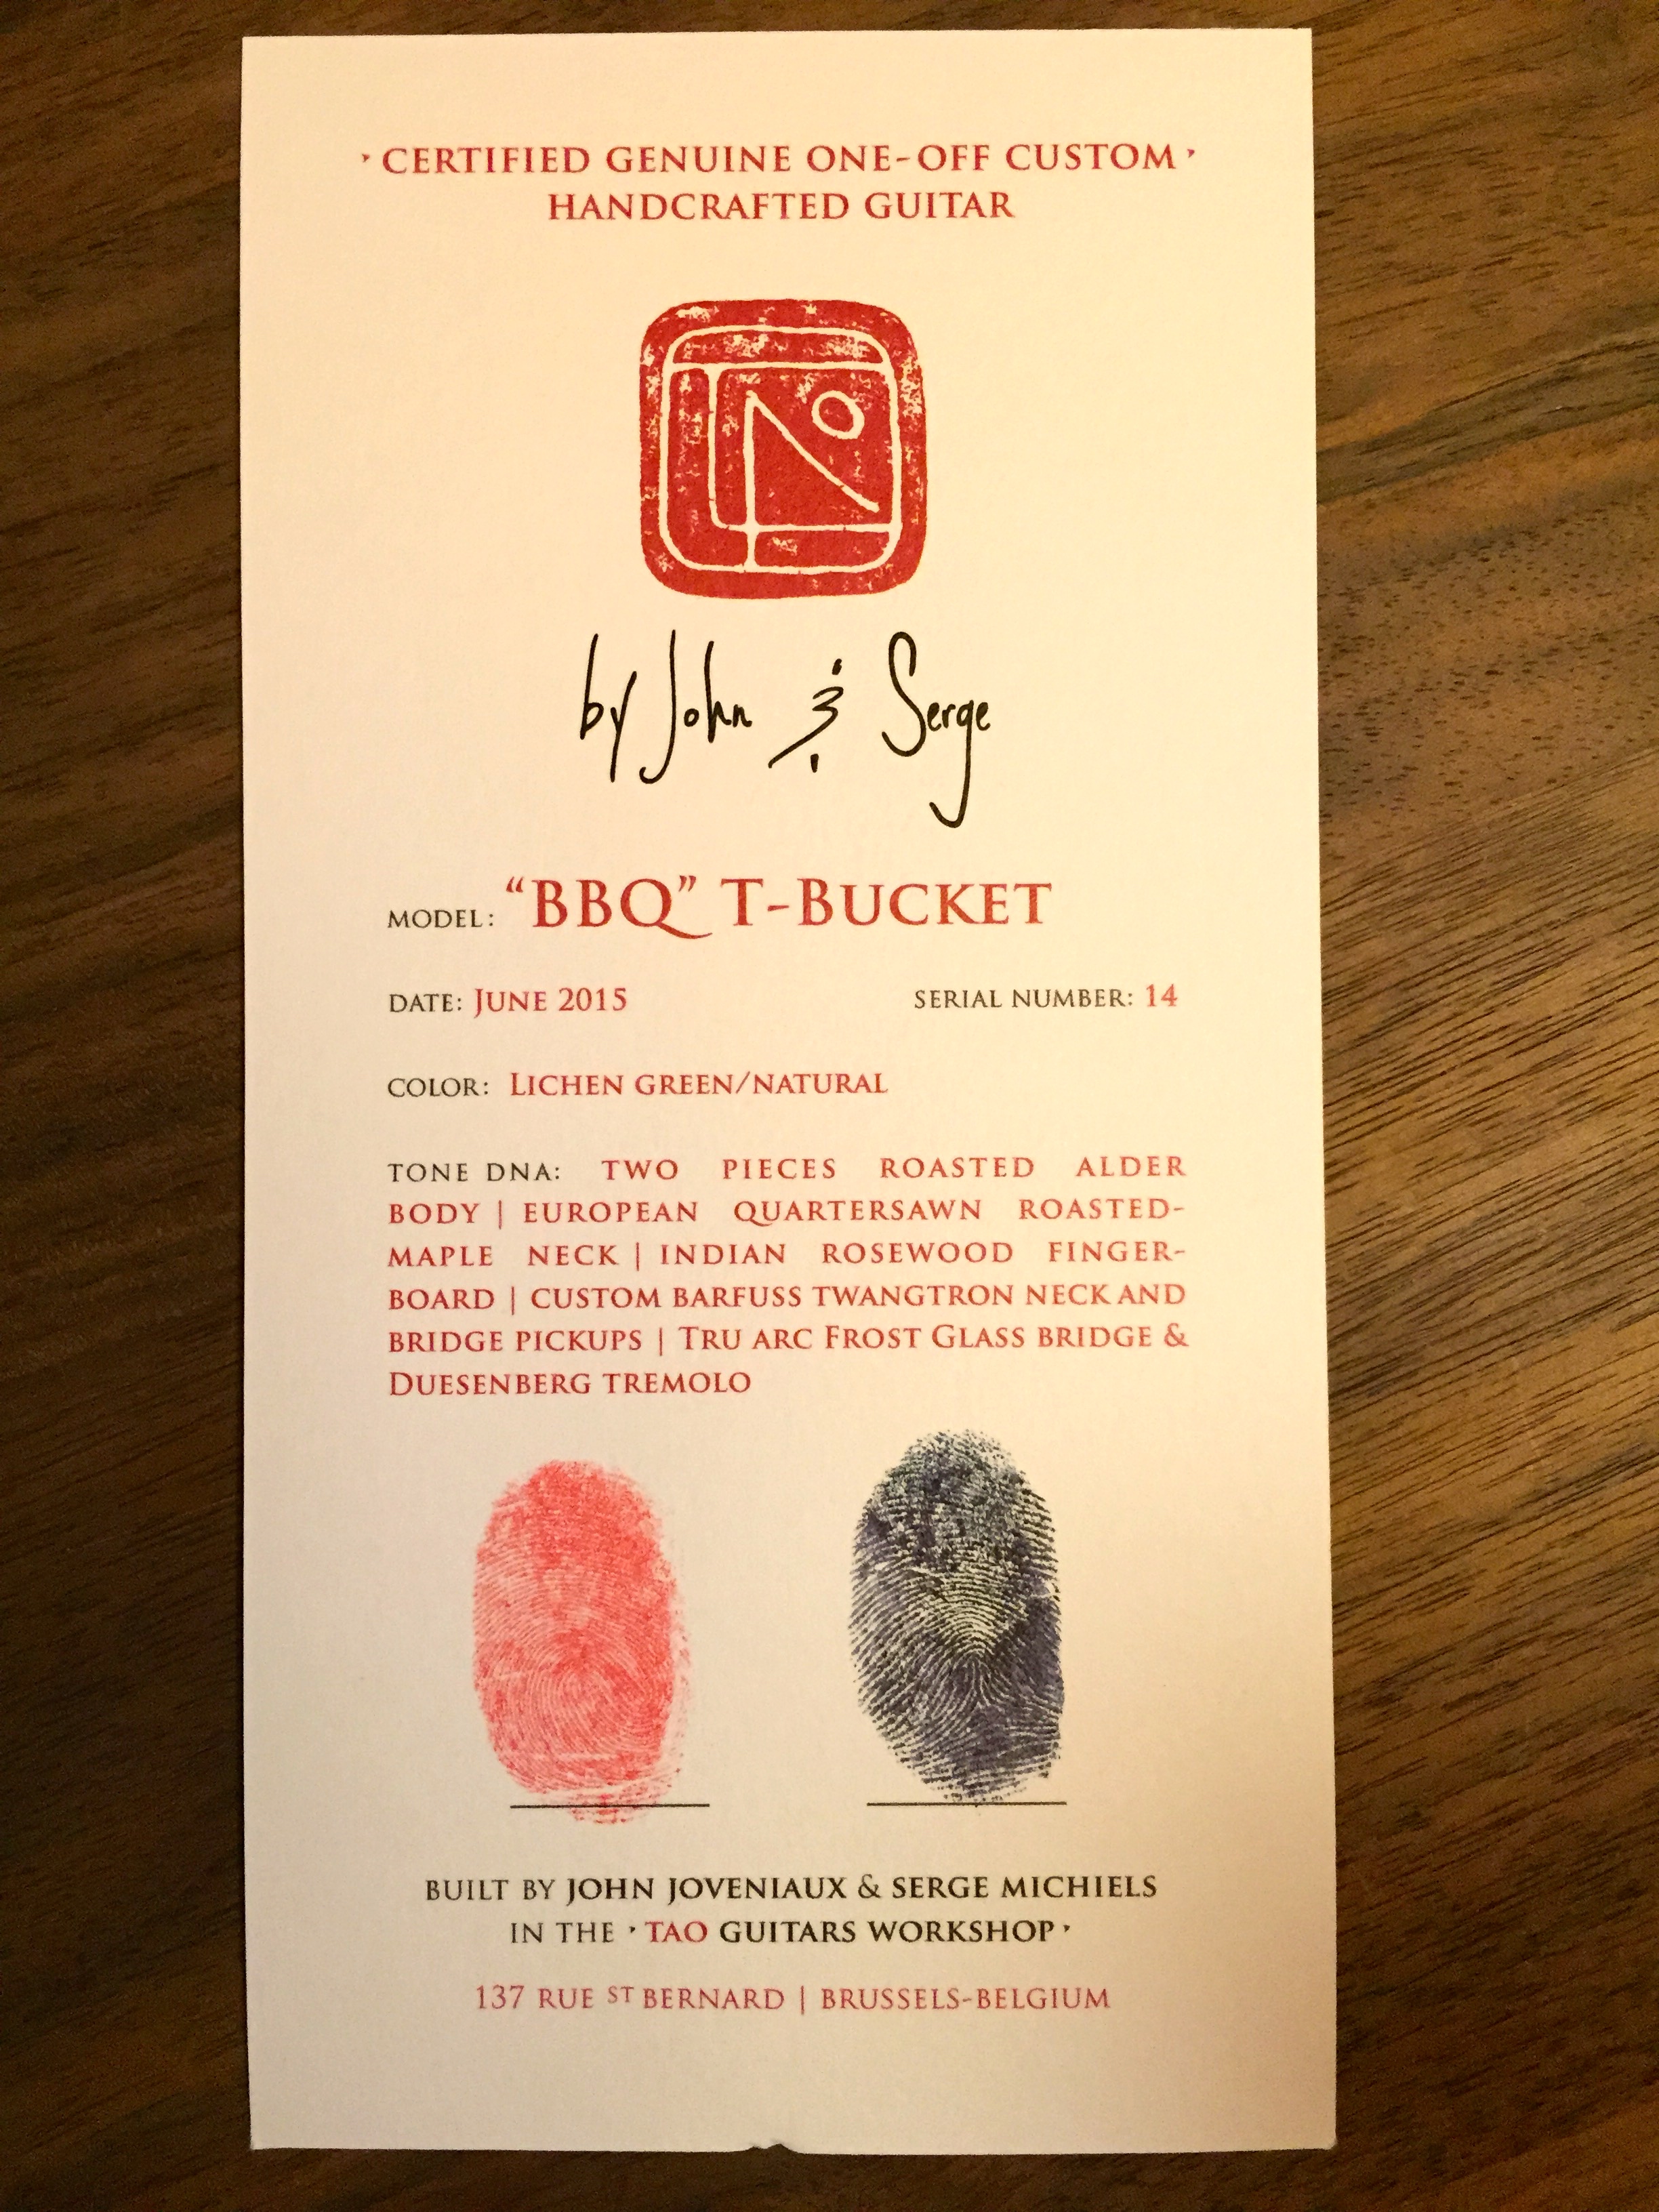 · CERTIFIED GENUINE ONE-OFF CUSTOM ·
HANDCRAFTED GUITAR
by John & Serge
MODEL: “BBQ” T-BUCKET
DATE: JUNE 2015 SERIAL NUMBER: 14
COLOR: LICHEN GREEN/NATURAL
TONE DNA: TWO PIECES ROASTED ALDER
BODY | EUROPEAN QUARTERSAWN ROASTED-
MAPLE NECK | INDIAN ROSEWOOD FINGER-
BOARD | CUSTOM BARFUSS TWANGTRON NECK AND
BRIDGE PICKUPS | TRU ARC FROST GLASS BRIDGE &
DUESENBERG TREMOLO
BUILT BY JOHN JOVENIAUX & SERGE MICHIELS
IN THE · TAO GUITARS WORKSHOP ·
137 RUE ST BERNARD | BRUSSELS-BELGIUM